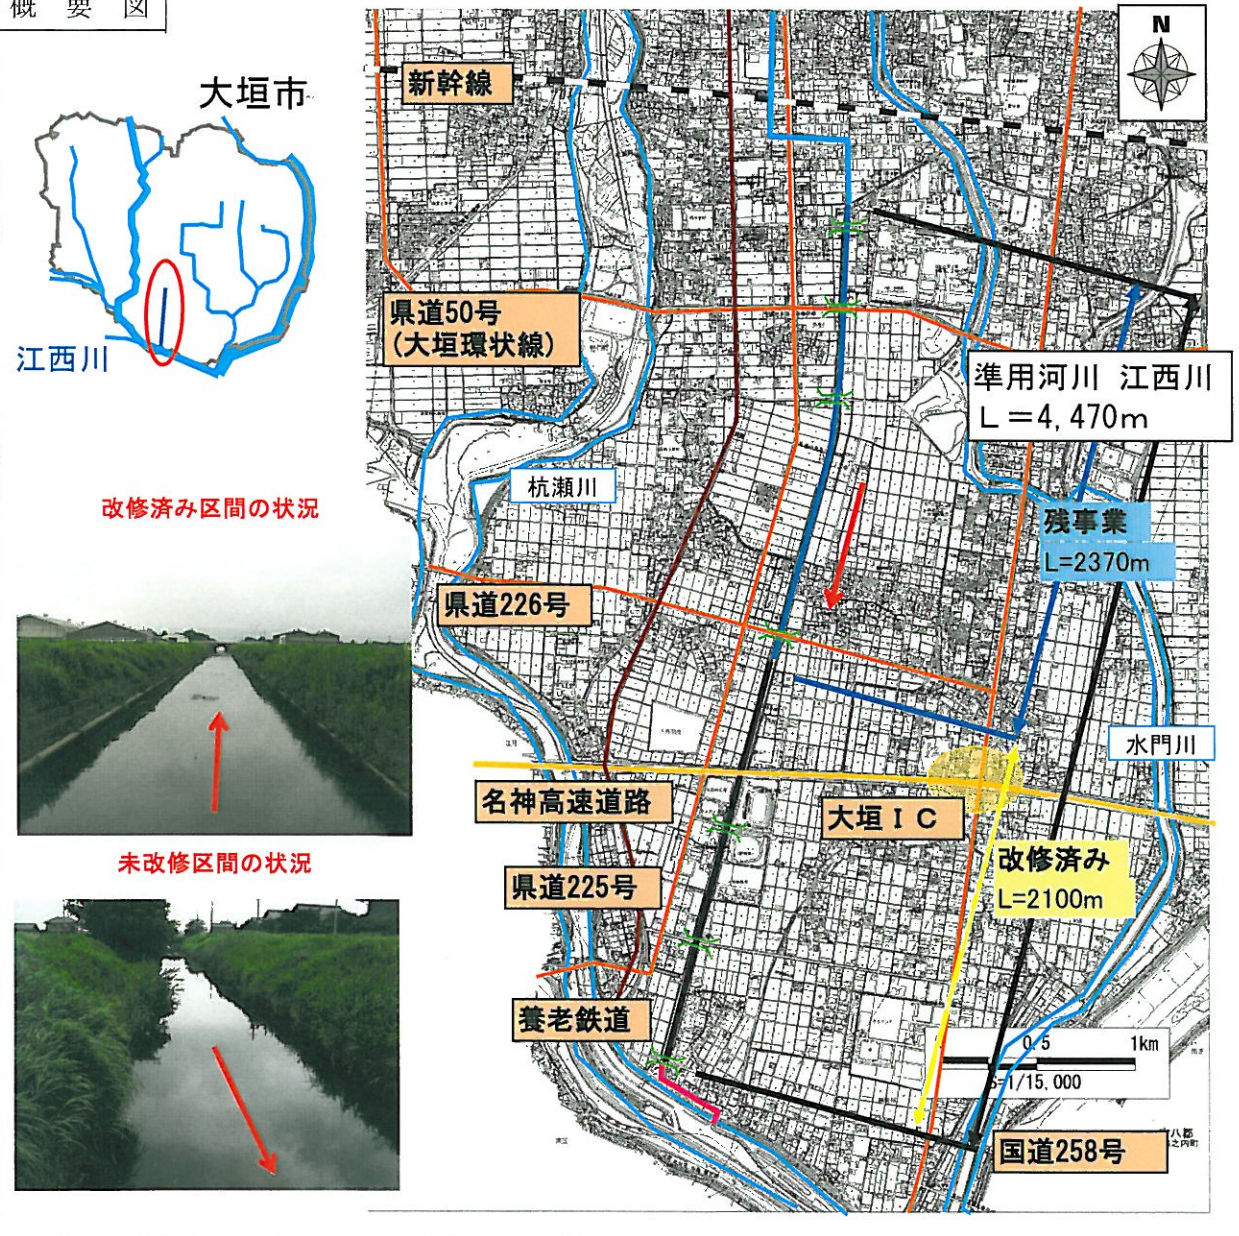 概要図
大垣市
江西川
改修済み区間の状況
未改修区間の状況
N
新幹線
県道50号
(大垣環状線)
準用河川 江西川
L=4,470m
杭瀬川
残事業
L=2370m
県道226号
水門川
名神高速道路
大垣IC
改修済み
L=2100m
県道225号
養老鉄道
0.5 1km
S=1/15,000
国道258号